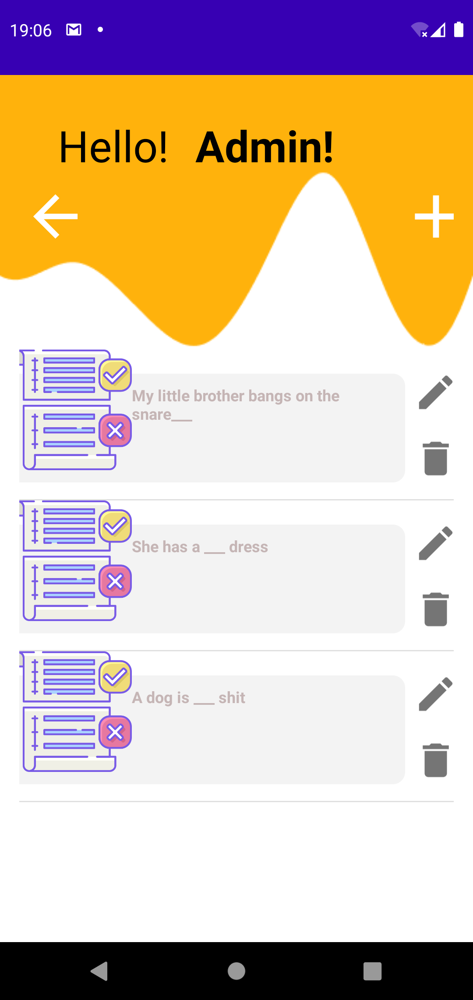 19:06
Hello! Admin!
My little brother bangs on the
snare___
She has a ___ dress
A dog is ___ shit